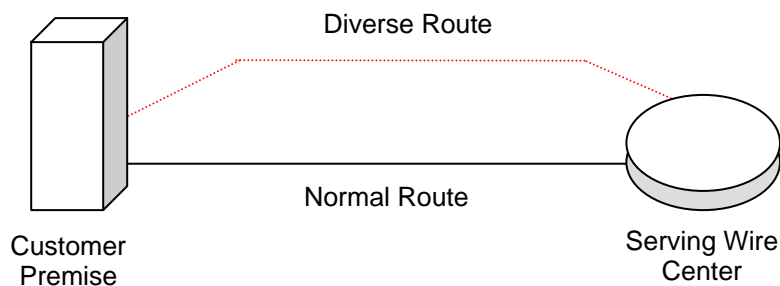 Diverse Route
Normal Route
Customer
Premise
Serving Wire
Center